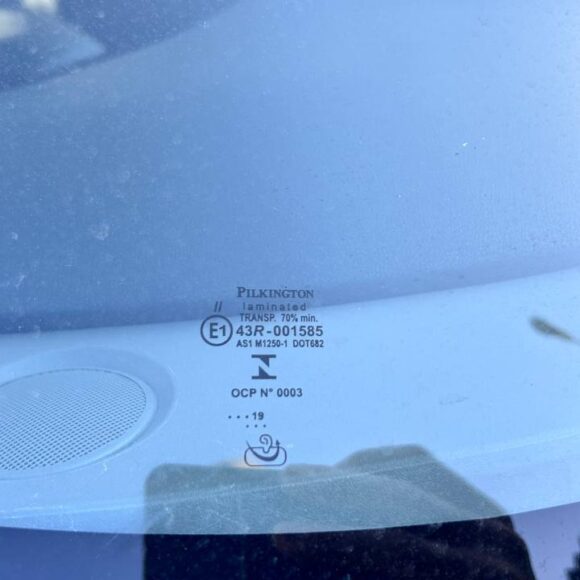 PILKINGTON
laminated
TRANSP. 70% min.
//
E1 43R-001585
AS1 M1250-1 DOT682
N
OCP N° 0003
...19
...